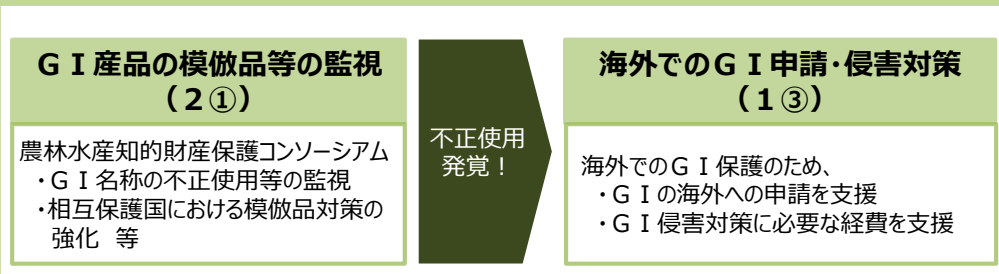 ＧＩ産品の模倣品等の監視
（２①）
農林水産知的財産保護コンソーシアム
・ＧＩ名称の不正使用等の監視
・相互保護国における模倣品対策の
強化　等
不正使用
発覚！
海外でのＧＩ申請・侵害対策
（１③）
海外でのＧＩ保護のため、
・ＧＩの海外への申請を支援
・ＧＩ侵害対策に必要な経費を支援